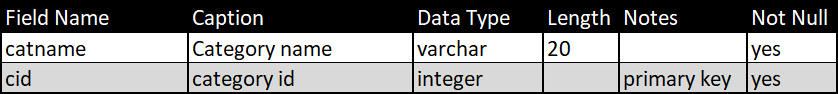 Field Name Caption Data Type Length Notes Not Null
catname Category name varchar 20 yes
cid category id integer primary key yes